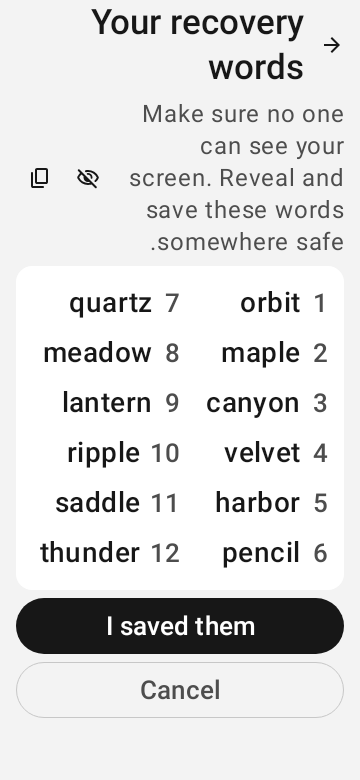 Your recovery
words
Make sure no one
can see your
screen. Reveal and
save these words
.somewhere safe
orbit 1
maple 2
canyon 3
velvet 4
harbor 5
pencil 6
quartz 7
meadow 8
lantern 9
ripple 10
saddle 11
thunder 12
I saved them
Cancel